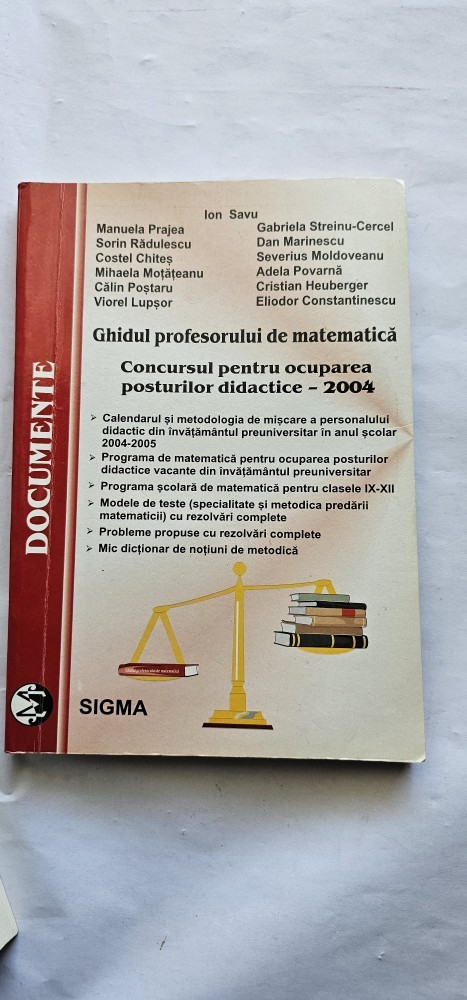 Ion Savu
Manuela Prajea
Sorin Rădulescu
Costel Chiteș
Mihaela Moțățeanu
Călin Poștaru
Viorel Lupșor
Gabriela Streinu-Cercel
Dan Marinescu
Severius Moldoveanu
Adela Povarnă
Cristian Heuberger
Eliodor Constantinescu
Ghidul profesorului de matematică
Concursul pentru ocuparea
posturilor didactice – 2004
DOCUMENTE
➢ Calendarul și metodologia de mișcare a personalului
didactic din învățământul preuniversitar în anul școlar
2004-2005
➢ Programa de matematică pentru ocuparea posturilor
didactice vacante din învățământul preuniversitar
➢ Programa școlară de matematică pentru clasele IX-XII
➢ Modele de teste (specialitate și metodica predării
matematicii) cu rezolvări complete
➢ Probleme propuse cu rezolvări complete
➢ Mic dicționar de noțiuni de metodică
Ghidul profesorului de matematică
SIGMA